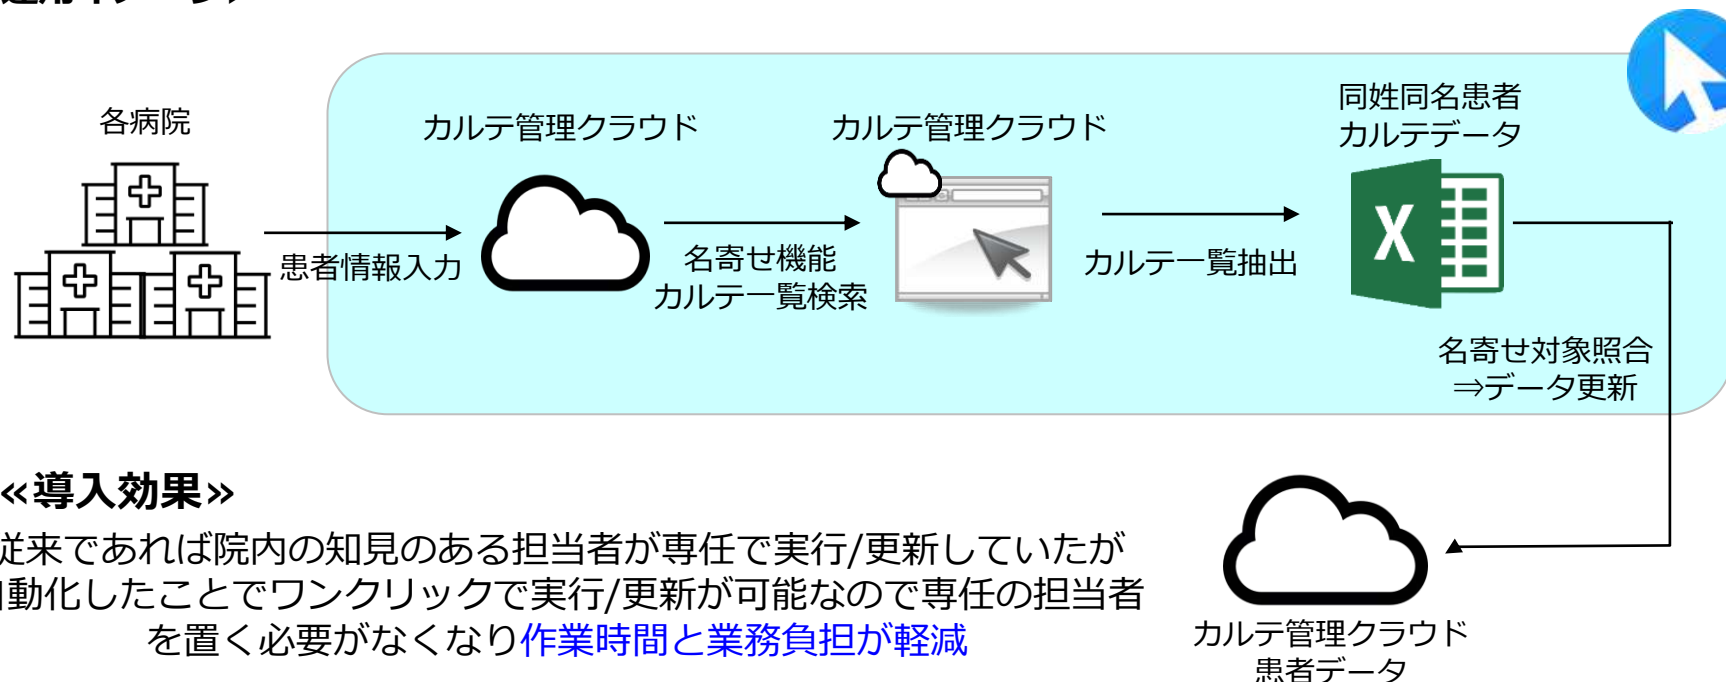 各病院
カルテ管理クラウド
カルテ管理クラウド
同姓同名患者
カルテデータ
患者情報入力
名寄せ機能
カルテ一覧検索
カルテ一覧抽出
X
名寄せ対象照合
⇒データ更新
≪導入効果≫
従来であれば院内の知見のある担当者が専任で実行/更新していたが
自動化したことでワンクリックで実行/更新が可能なので専任の担当者
を置く必要がなくなり作業時間と業務負担が軽減
カルテ管理クラウド
患者データ